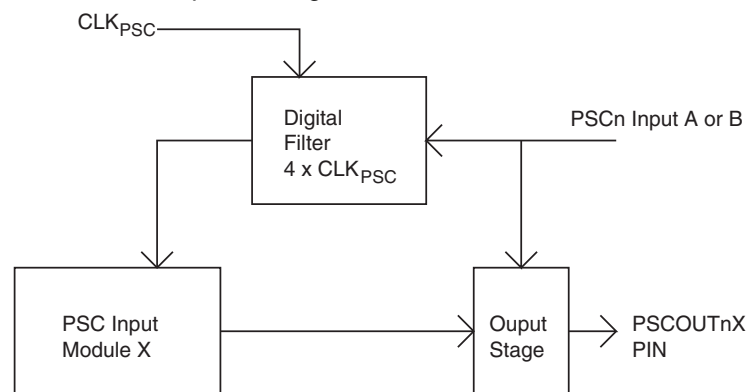 CLKPSC
Digital
Filter
4 x CLKPSC
PSCn Input A or B
PSC Input
Module X
Ouput
Stage
PSCOUTnX
PIN